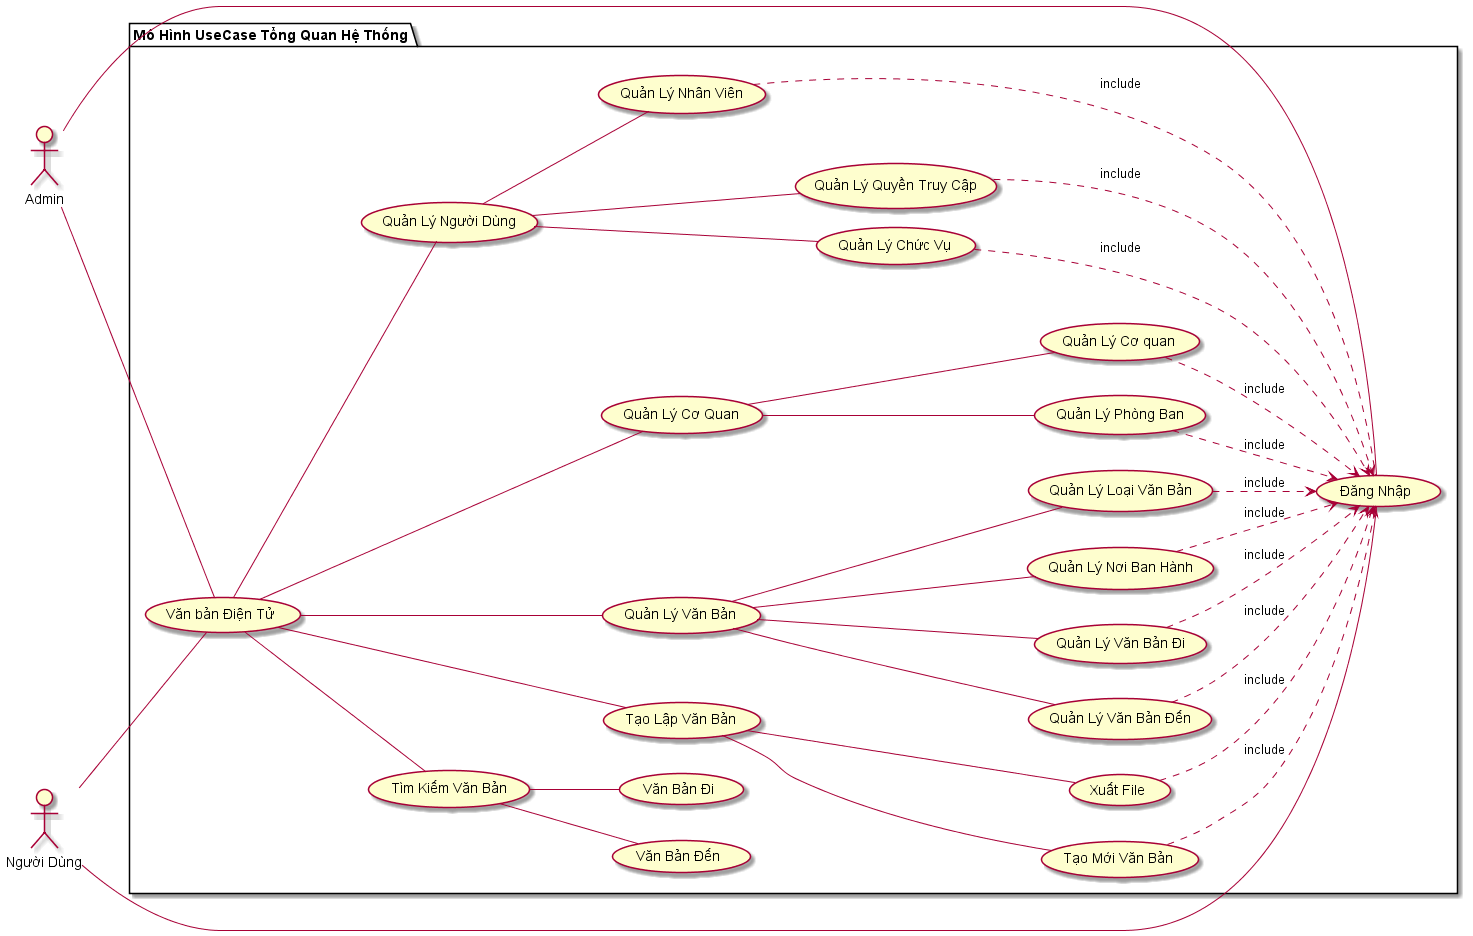 Mô Hình UseCase Tổng Quan Hệ Thống
Quản Lý Nhân Viên
include
Quản Lý Quyền Truy Cập
include
Admin
Quản Lý Người Dùng
Quản Lý Chức Vụ
include
Quản Lý Cơ quan
include
Quản Lý Cơ Quan
Quản Lý Phòng Ban
include
Quản Lý Loại Văn Bản
include
Đăng Nhập
include
Quản Lý Nơi Ban Hành
include
Văn bản Điện Tử
Quản Lý Văn Bản
include
Quản Lý Văn Bản Đi
include
Tạo Lập Văn Bản
Quản Lý Văn Bản Đến
include
Tìm Kiếm Văn Bản
Văn Bản Đi
Xuất File
Người Dùng
Văn Bản Đến
Tạo Mới Văn Bản